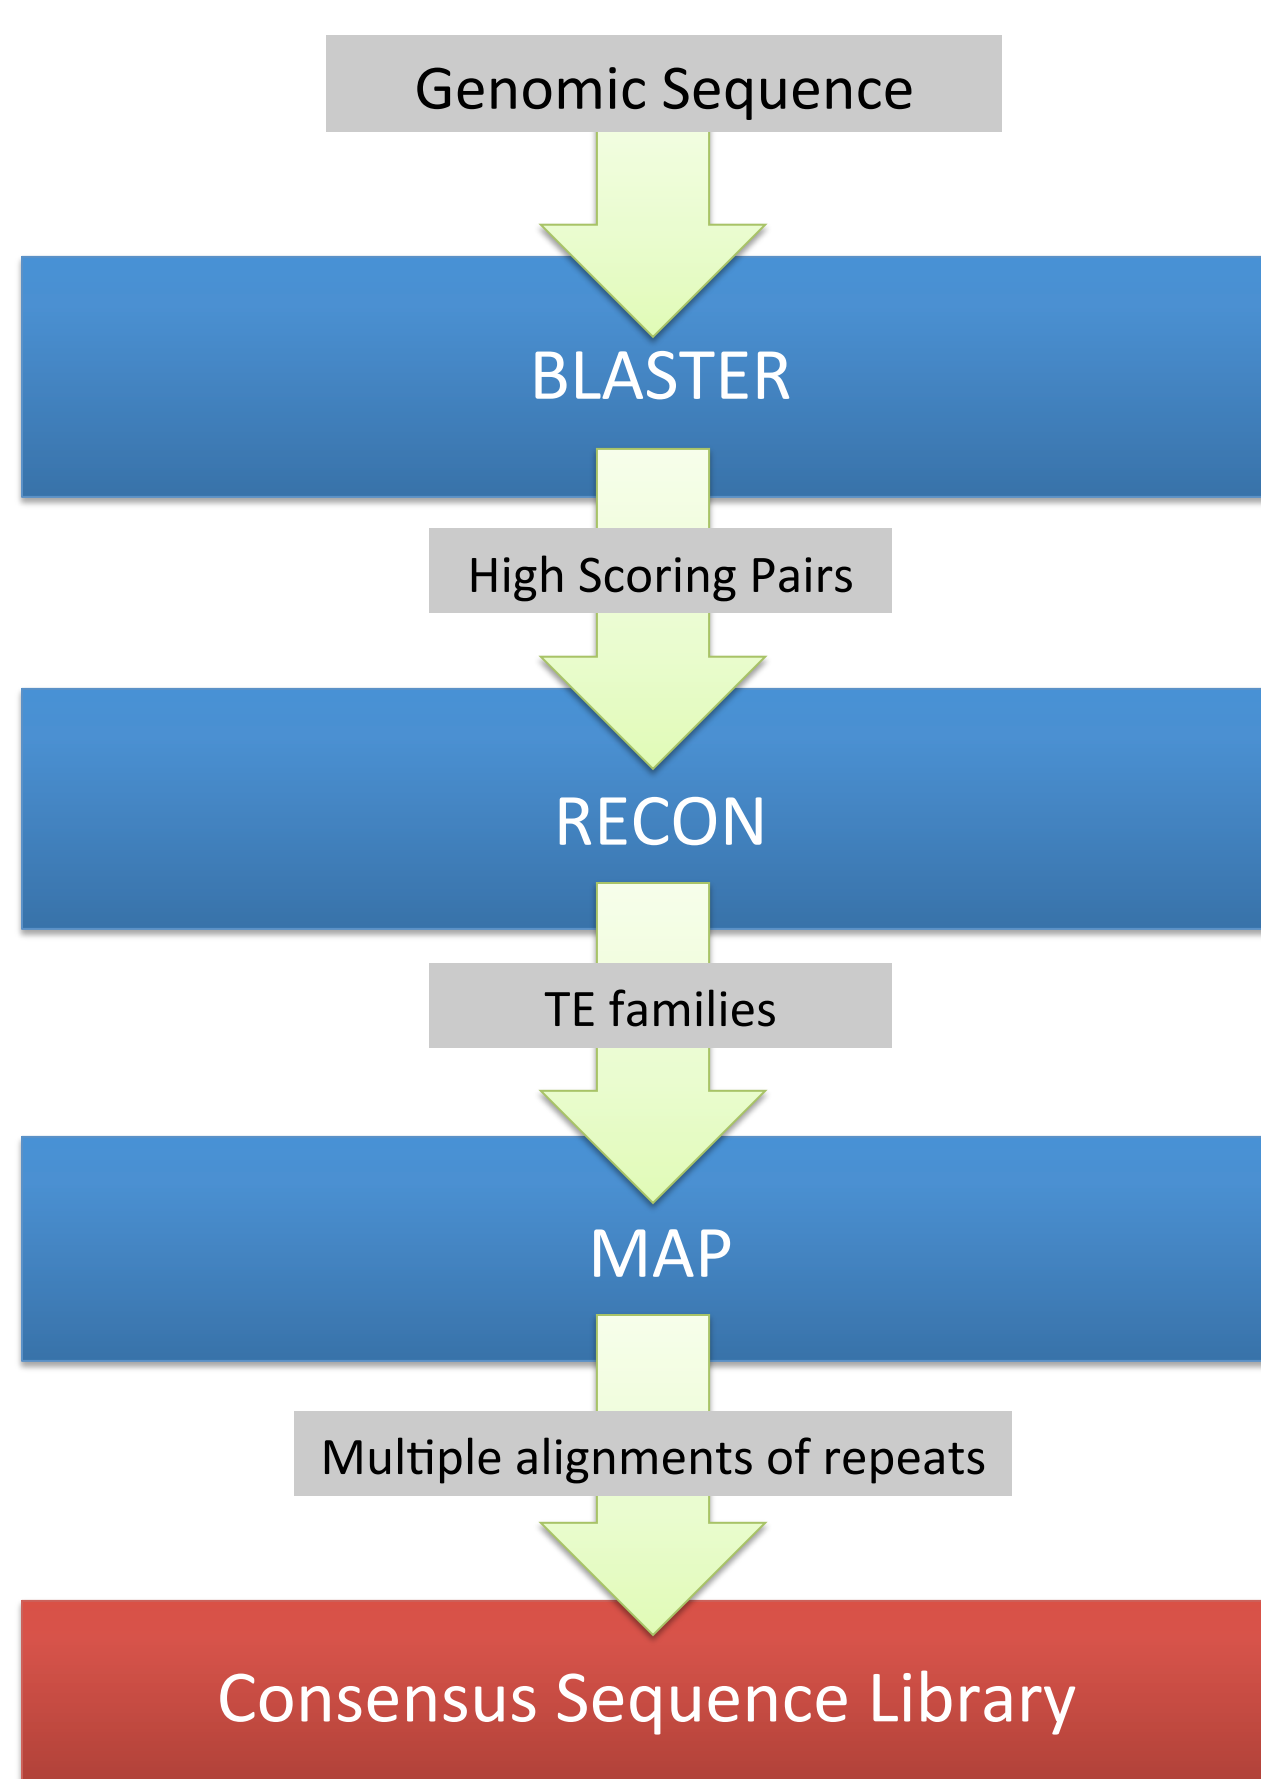 Genomic Sequence
BLASTER
High Scoring Pairs
RECON
TE families
MAP
Multiple alignments of repeats
Consensus Sequence Library